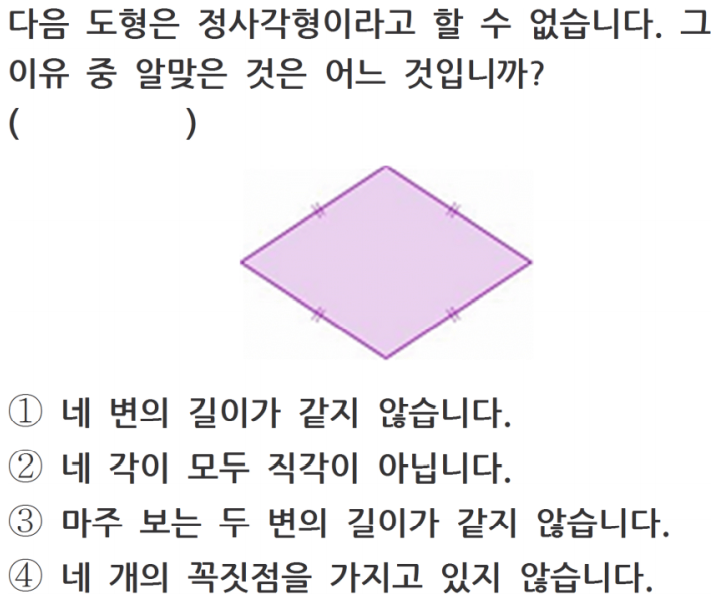 다음 도형은 정사각형이라고 할 수 없습니다. 그
이유 중 알맞은 것은 어느 것입니까?
(          )
① 네 변의 길이가 같지 않습니다.
② 네 각이 모두 직각이 아닙니다.
③ 마주 보는 두 변의 길이가 같지 않습니다.
④ 네 개의 꼭짓점을 가지고 있지 않습니다.